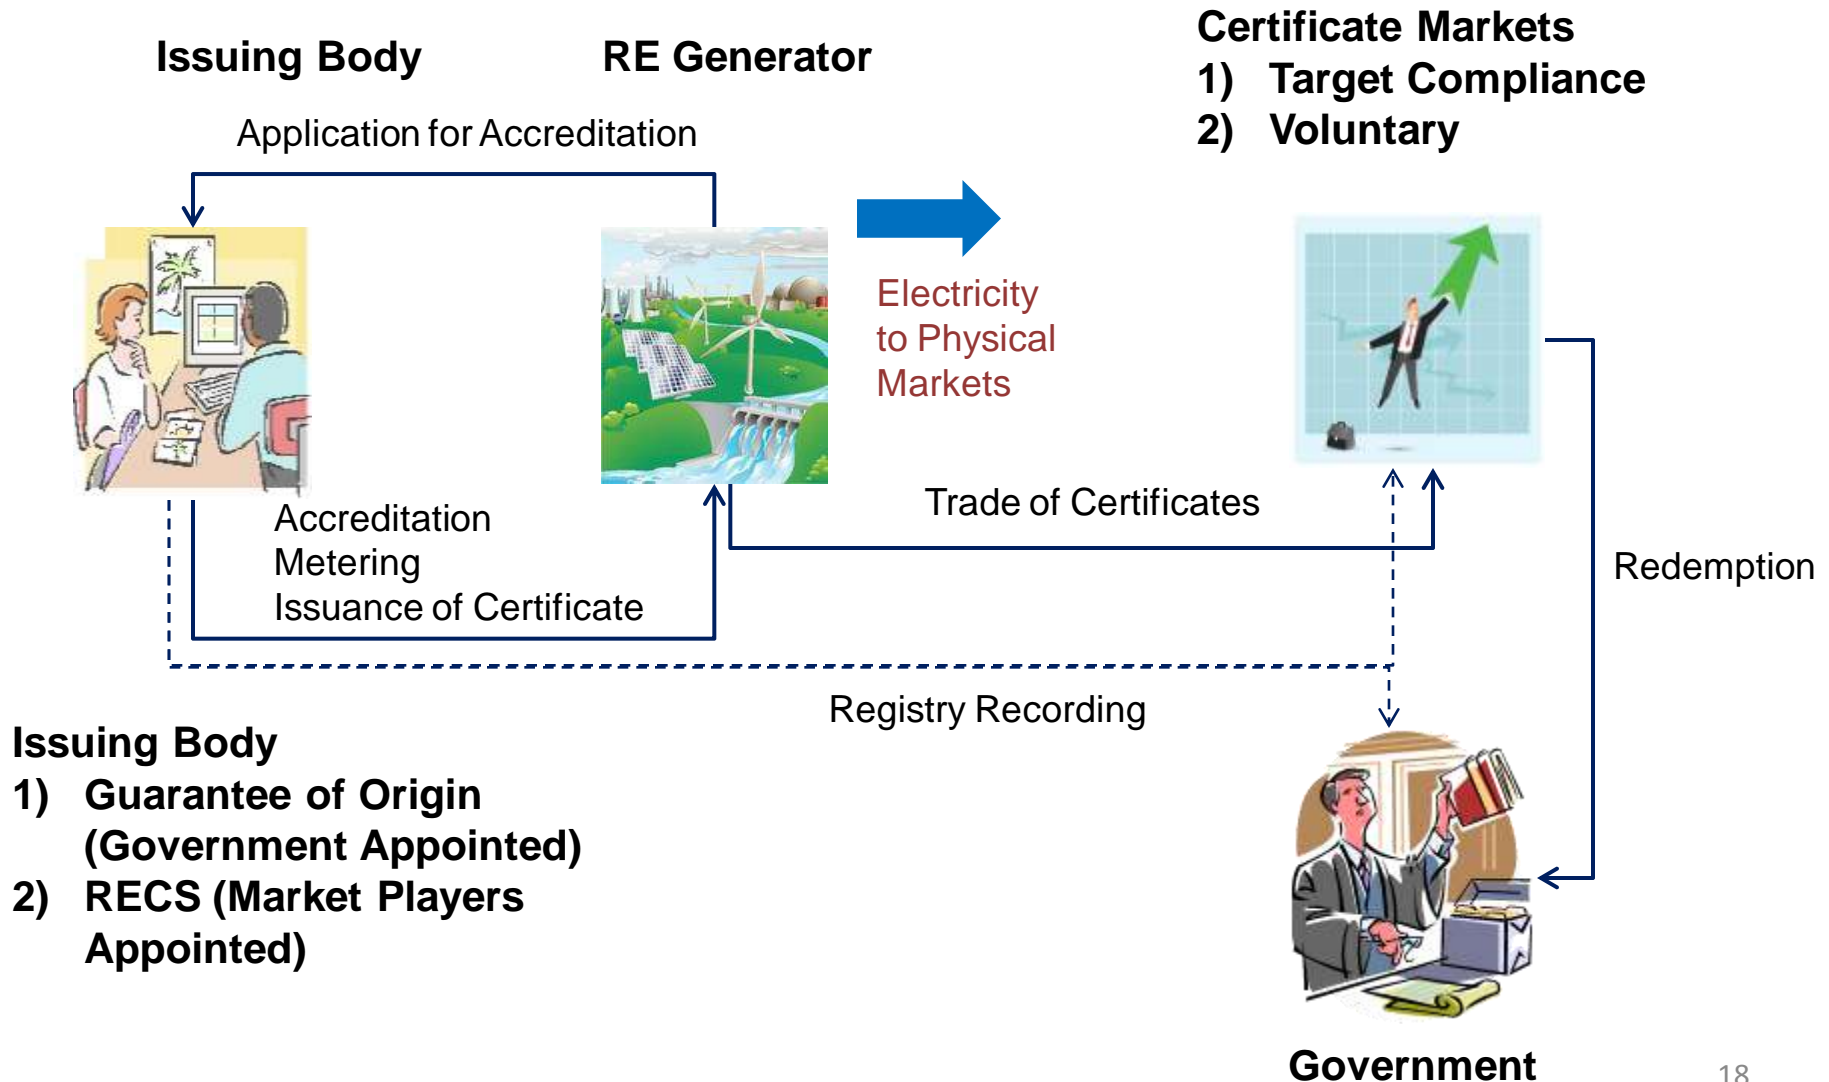 Issuing Body
RE Generator
Certificate Markets
1) Target Compliance
2) Voluntary
Application for Accreditation
Electricity
to Physical
Markets
Trade of Certificates
Accreditation
Metering
Issuance of Certificate
Redemption
Registry Recording
Issuing Body
1) Guarantee of Origin
(Government Appointed)
2) RECS (Market Players
Appointed)
Government
18